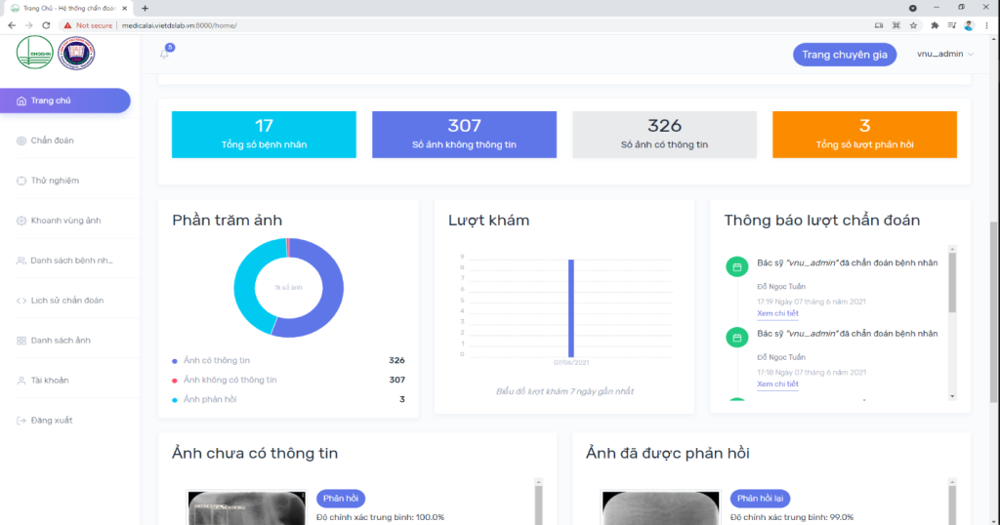 Trang Chủ - Hệ thống chẩn đoán
Not secure
medicalai.vietdslab.vn:8000/home/
5
Trang chuyên gia
vnu_admin
Trang chủ
Chẩn đoán
Thử nghiệm
Khoanh vùng ảnh
Danh sách bệnh nh...
Lịch sử chẩn đoán
Danh sách ảnh
Tài khoản
Đăng xuất
17
Tổng số bệnh nhân
307
Số ảnh không thông tin
326
Số ảnh có thông tin
3
Tổng số lượt phản hồi
Phần trăm ảnh
% số ảnh
Ảnh có thông tin
326
Ảnh không có thông tin
307
Ảnh phản hồi
3
Lượt khám
9
8
7
6
5
4
3
2
1
0
07/06/2021
Biểu đồ lượt khám 7 ngày gần nhất
Thông báo lượt chẩn đoán
Bác sỹ "vnu_admin" đã chẩn đoán bệnh nhân
Đỗ Ngọc Tuấn
17:19 Ngày 07 tháng 6 năm 2021
Xem chi tiết
Bác sỹ "vnu_admin" đã chẩn đoán bệnh nhân
Đỗ Ngọc Tuấn
17:18 Ngày 07 tháng 6 năm 2021
Xem chi tiết
Ảnh chưa có thông tin
Phản hồi
Độ chính xác trung bình: 100.0%
Ảnh đã được phản hồi
Phản hồi lại
Độ chính xác trung bình: 99.0%